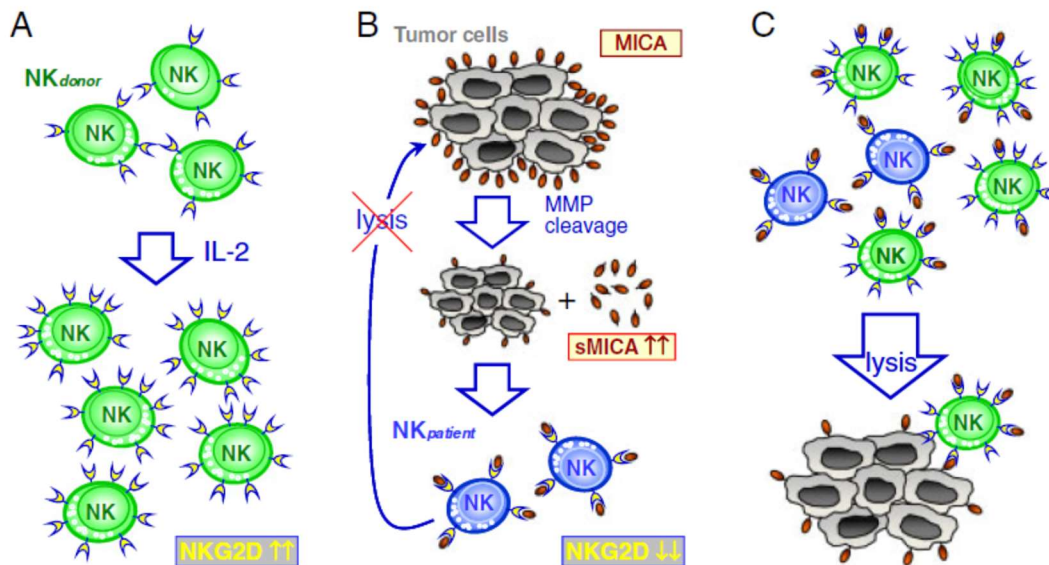 A
NKdonor
NK
NK
NK
IL-2
NK
NK
NK
NK
NK
NKG2D ↑↑
B
Tumor cells
MICA
lysis
MMP
cleavage
+
sMICA ↑↑
NKpatient
NK
NK
NKG2D ↓↓
C
NK
NK
NK
NK
NK
NK
lysis
NK